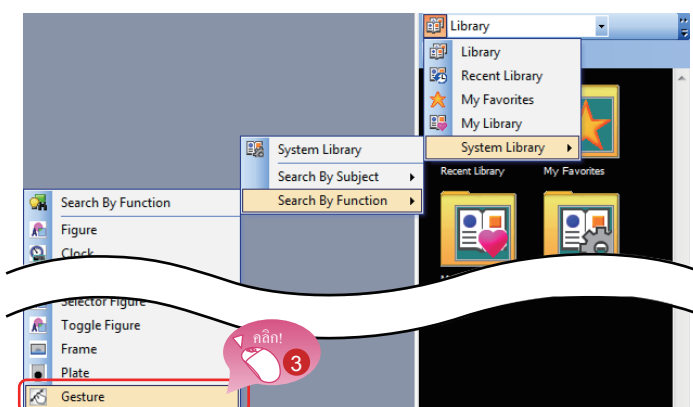 Library
Library
Recent Library
My Favorites
My Library
System Library
Recent Library
My Favorites
System Library
Search By Subject
Search By Function
Search By Function
Figure
Clock
Selector Figure
Toggle Figure
Frame
Plate
Gesture
คลิก!
3